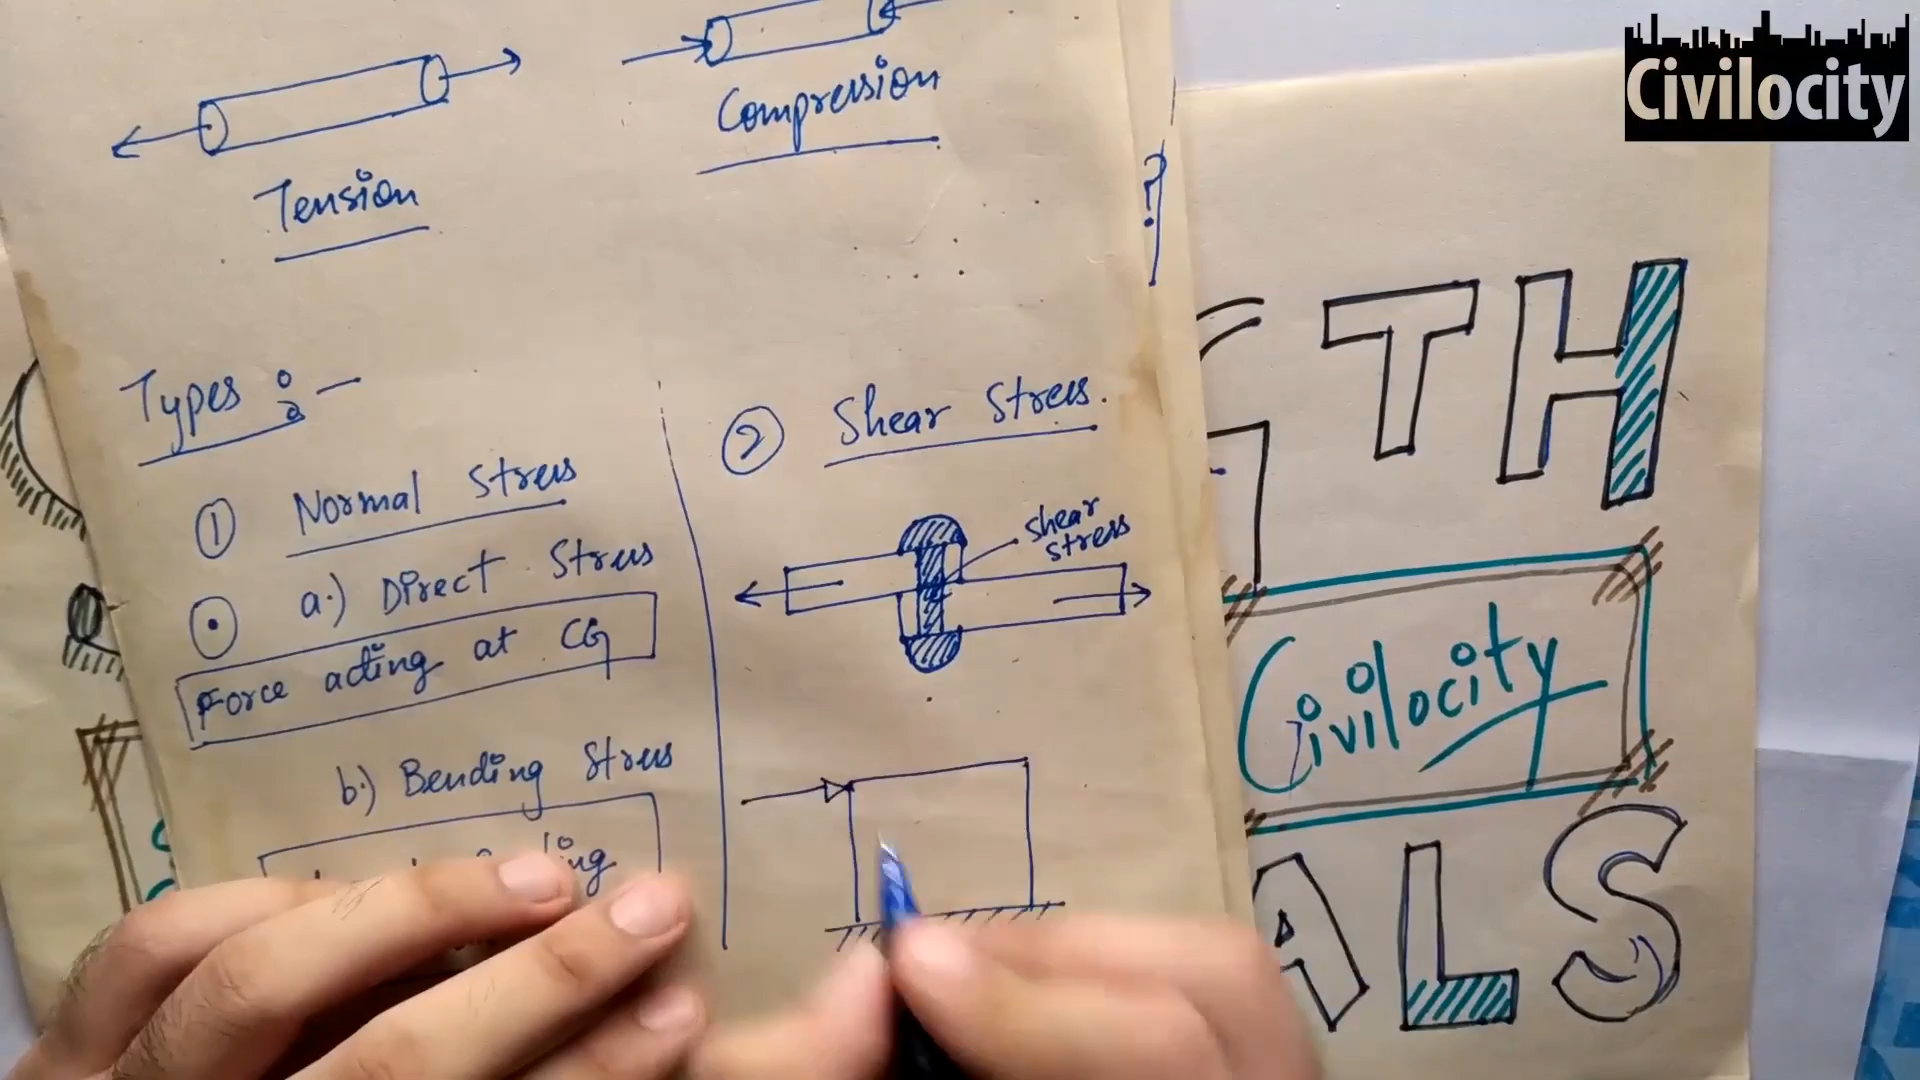 Civilocity
Tension
Compression
?
Types :-
① Normal Stress
a.) Direct Stress
Force acting at CG
b.) Bending Stress
② Shear Stress.
shear
stress
TH
Civilocity
ALS